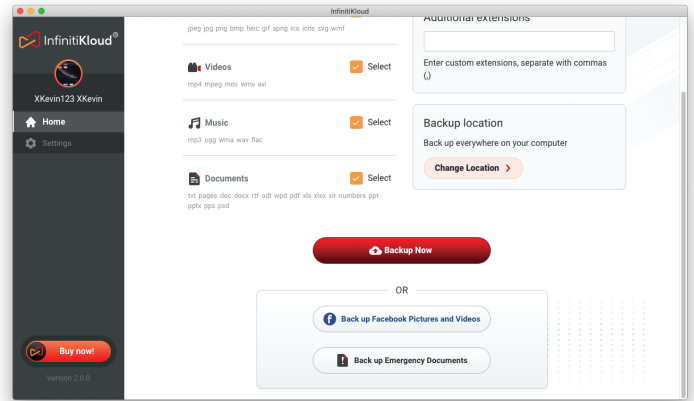 InfinitiKloud
InfinitiKloud®
XKevin123 XKevin
Home
Settings
Buy now!
Version 2.0.0
jpeg jpg png bmp heic gif apng ico icns svg wmf
Videos
Select
mp4 mpeg mov wmv avi
Music
Select
mp3 ogg wma wav flac
Documents
Select
txt pages doc docx rtf odt wpd pdf xls xlsx xlr numbers ppt
pptx pps psd
Additional extensions
Enter custom extensions, separate with commas
(,)
Backup location
Back up everywhere on your computer
Change Location >
Backup Now
OR
Back up Facebook Pictures and Videos
Back up Emergency Documents